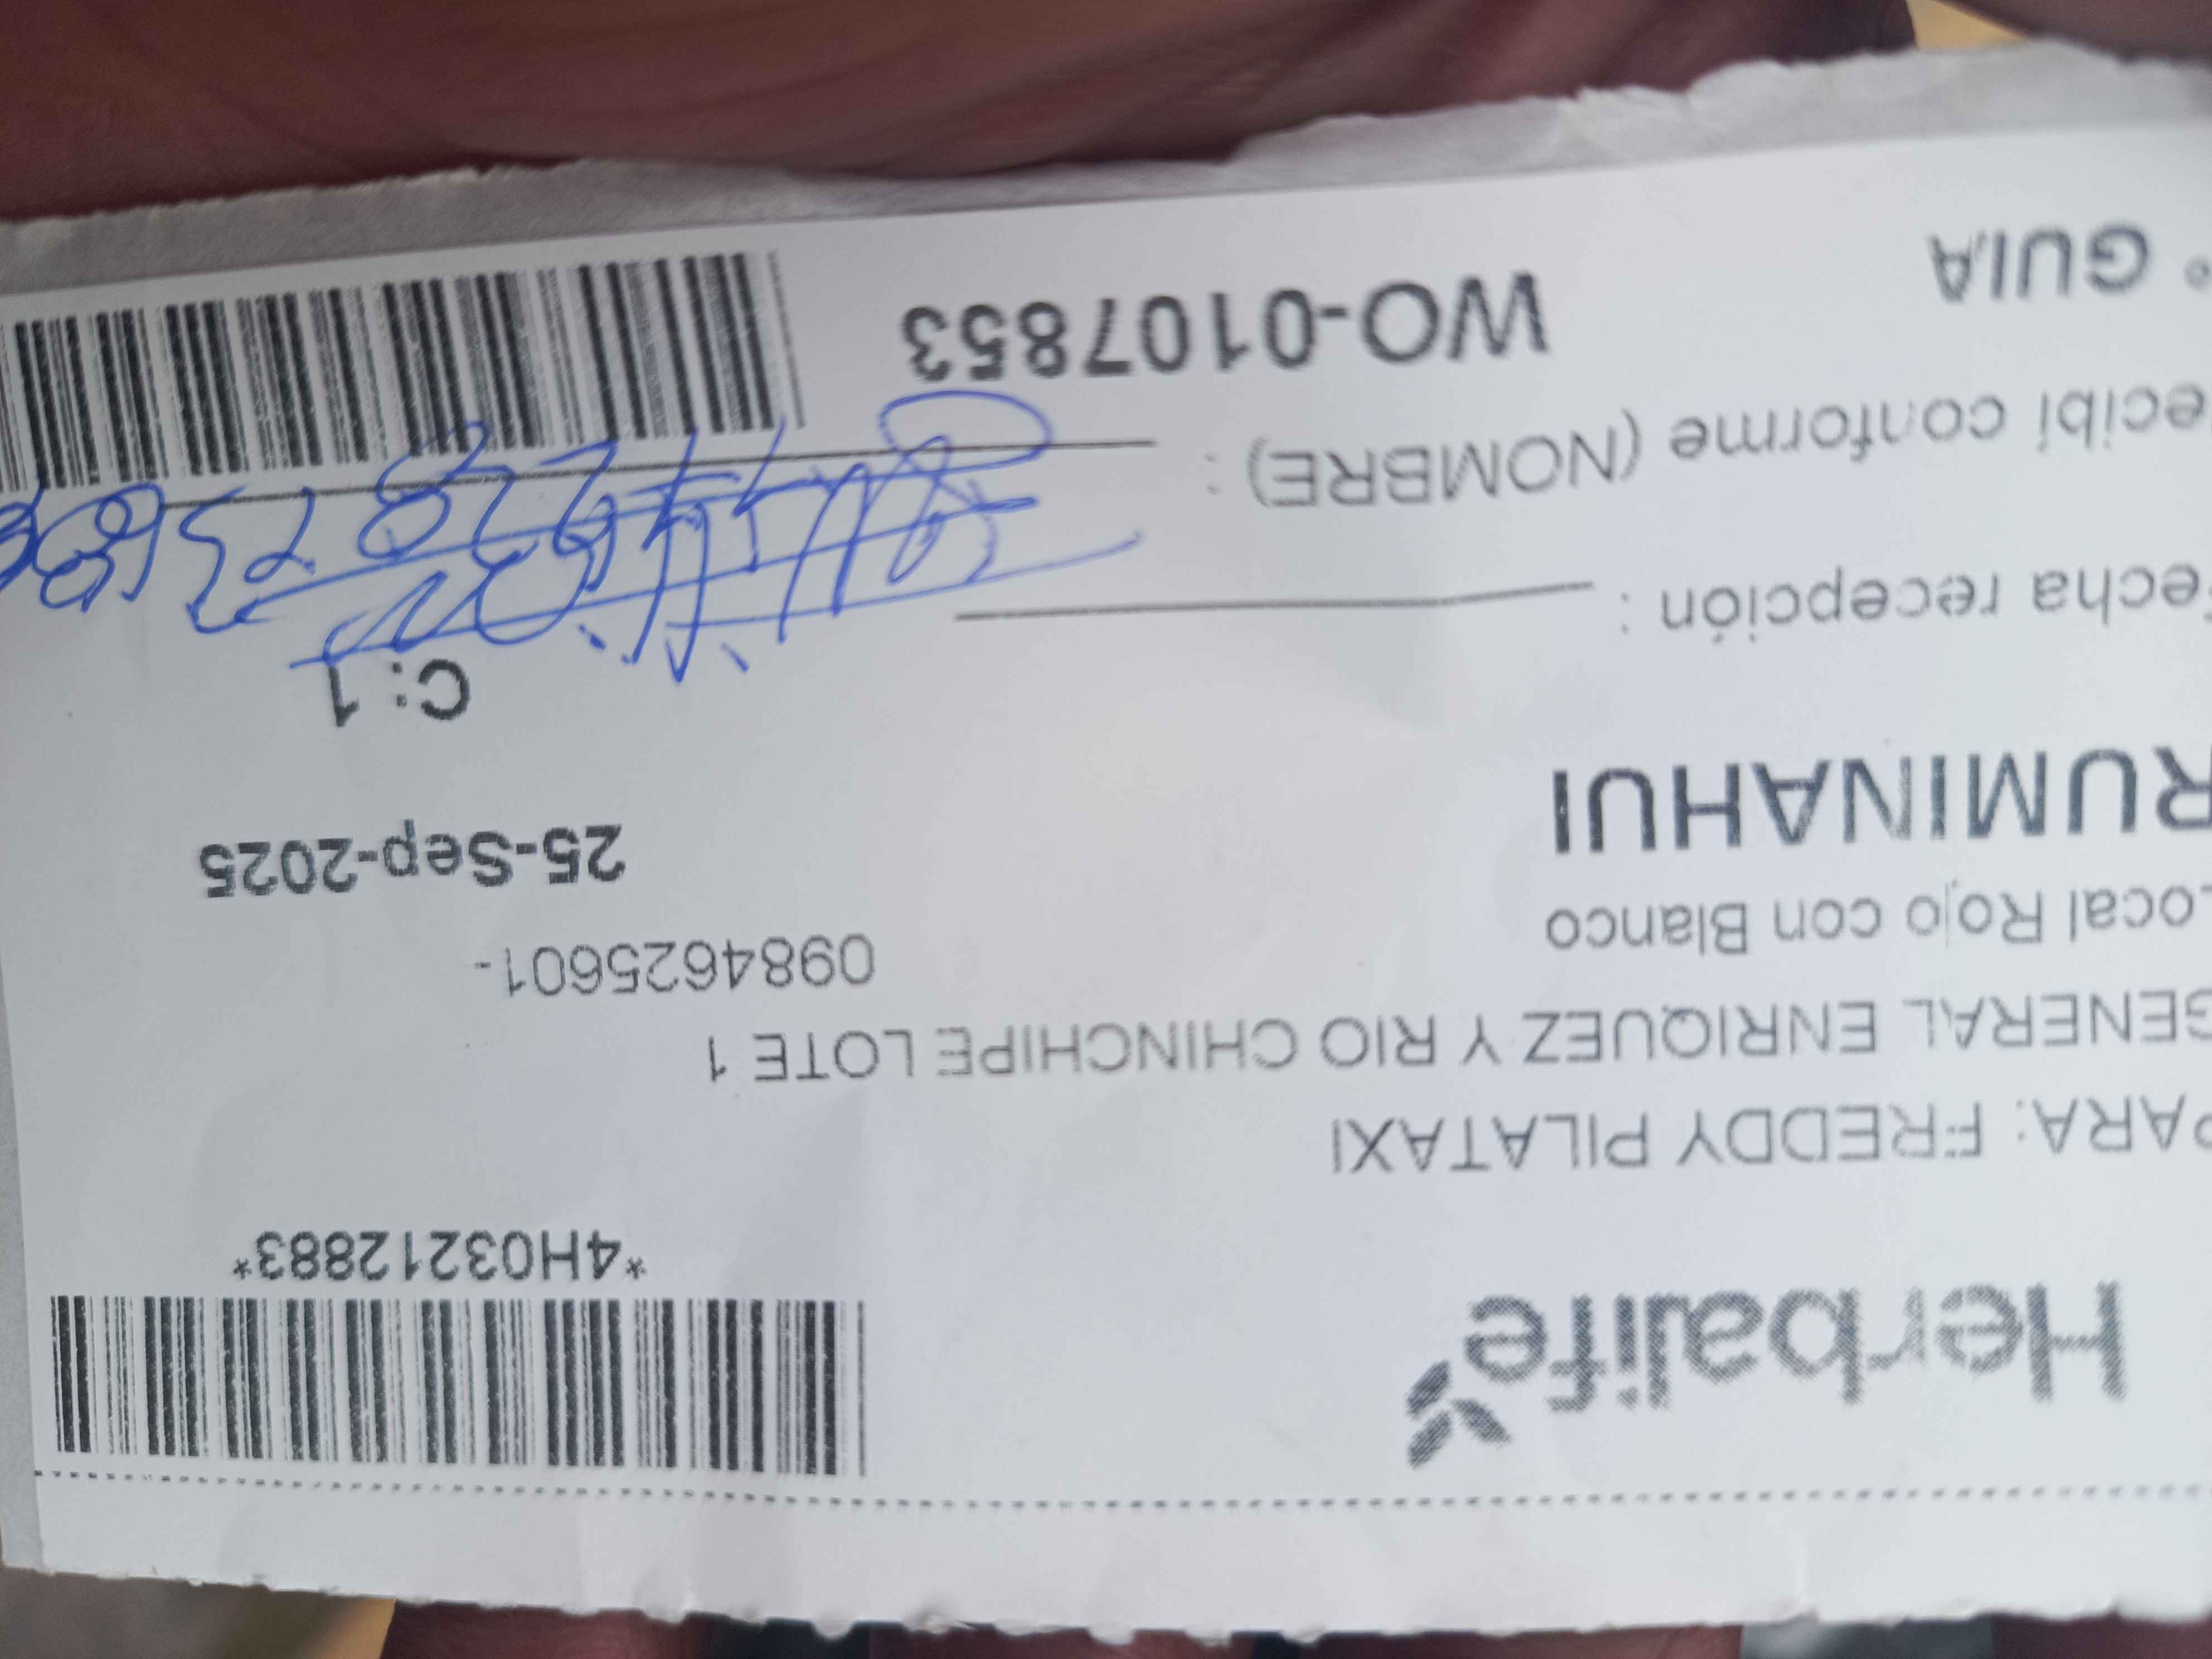 Herbalife
*4H03212883*
PARA: FREDDY PILATAXI
GENERAL ENRIQUEZ Y RIO CHINCHIPE LOTE 1
0984625601-
Local Rojo con Blanco
RUMINAHUI
25-Sep-2025
C: 1
echa recepción :
ecibí conforme (NOMBRE) :
° GUIA
WO-0107853